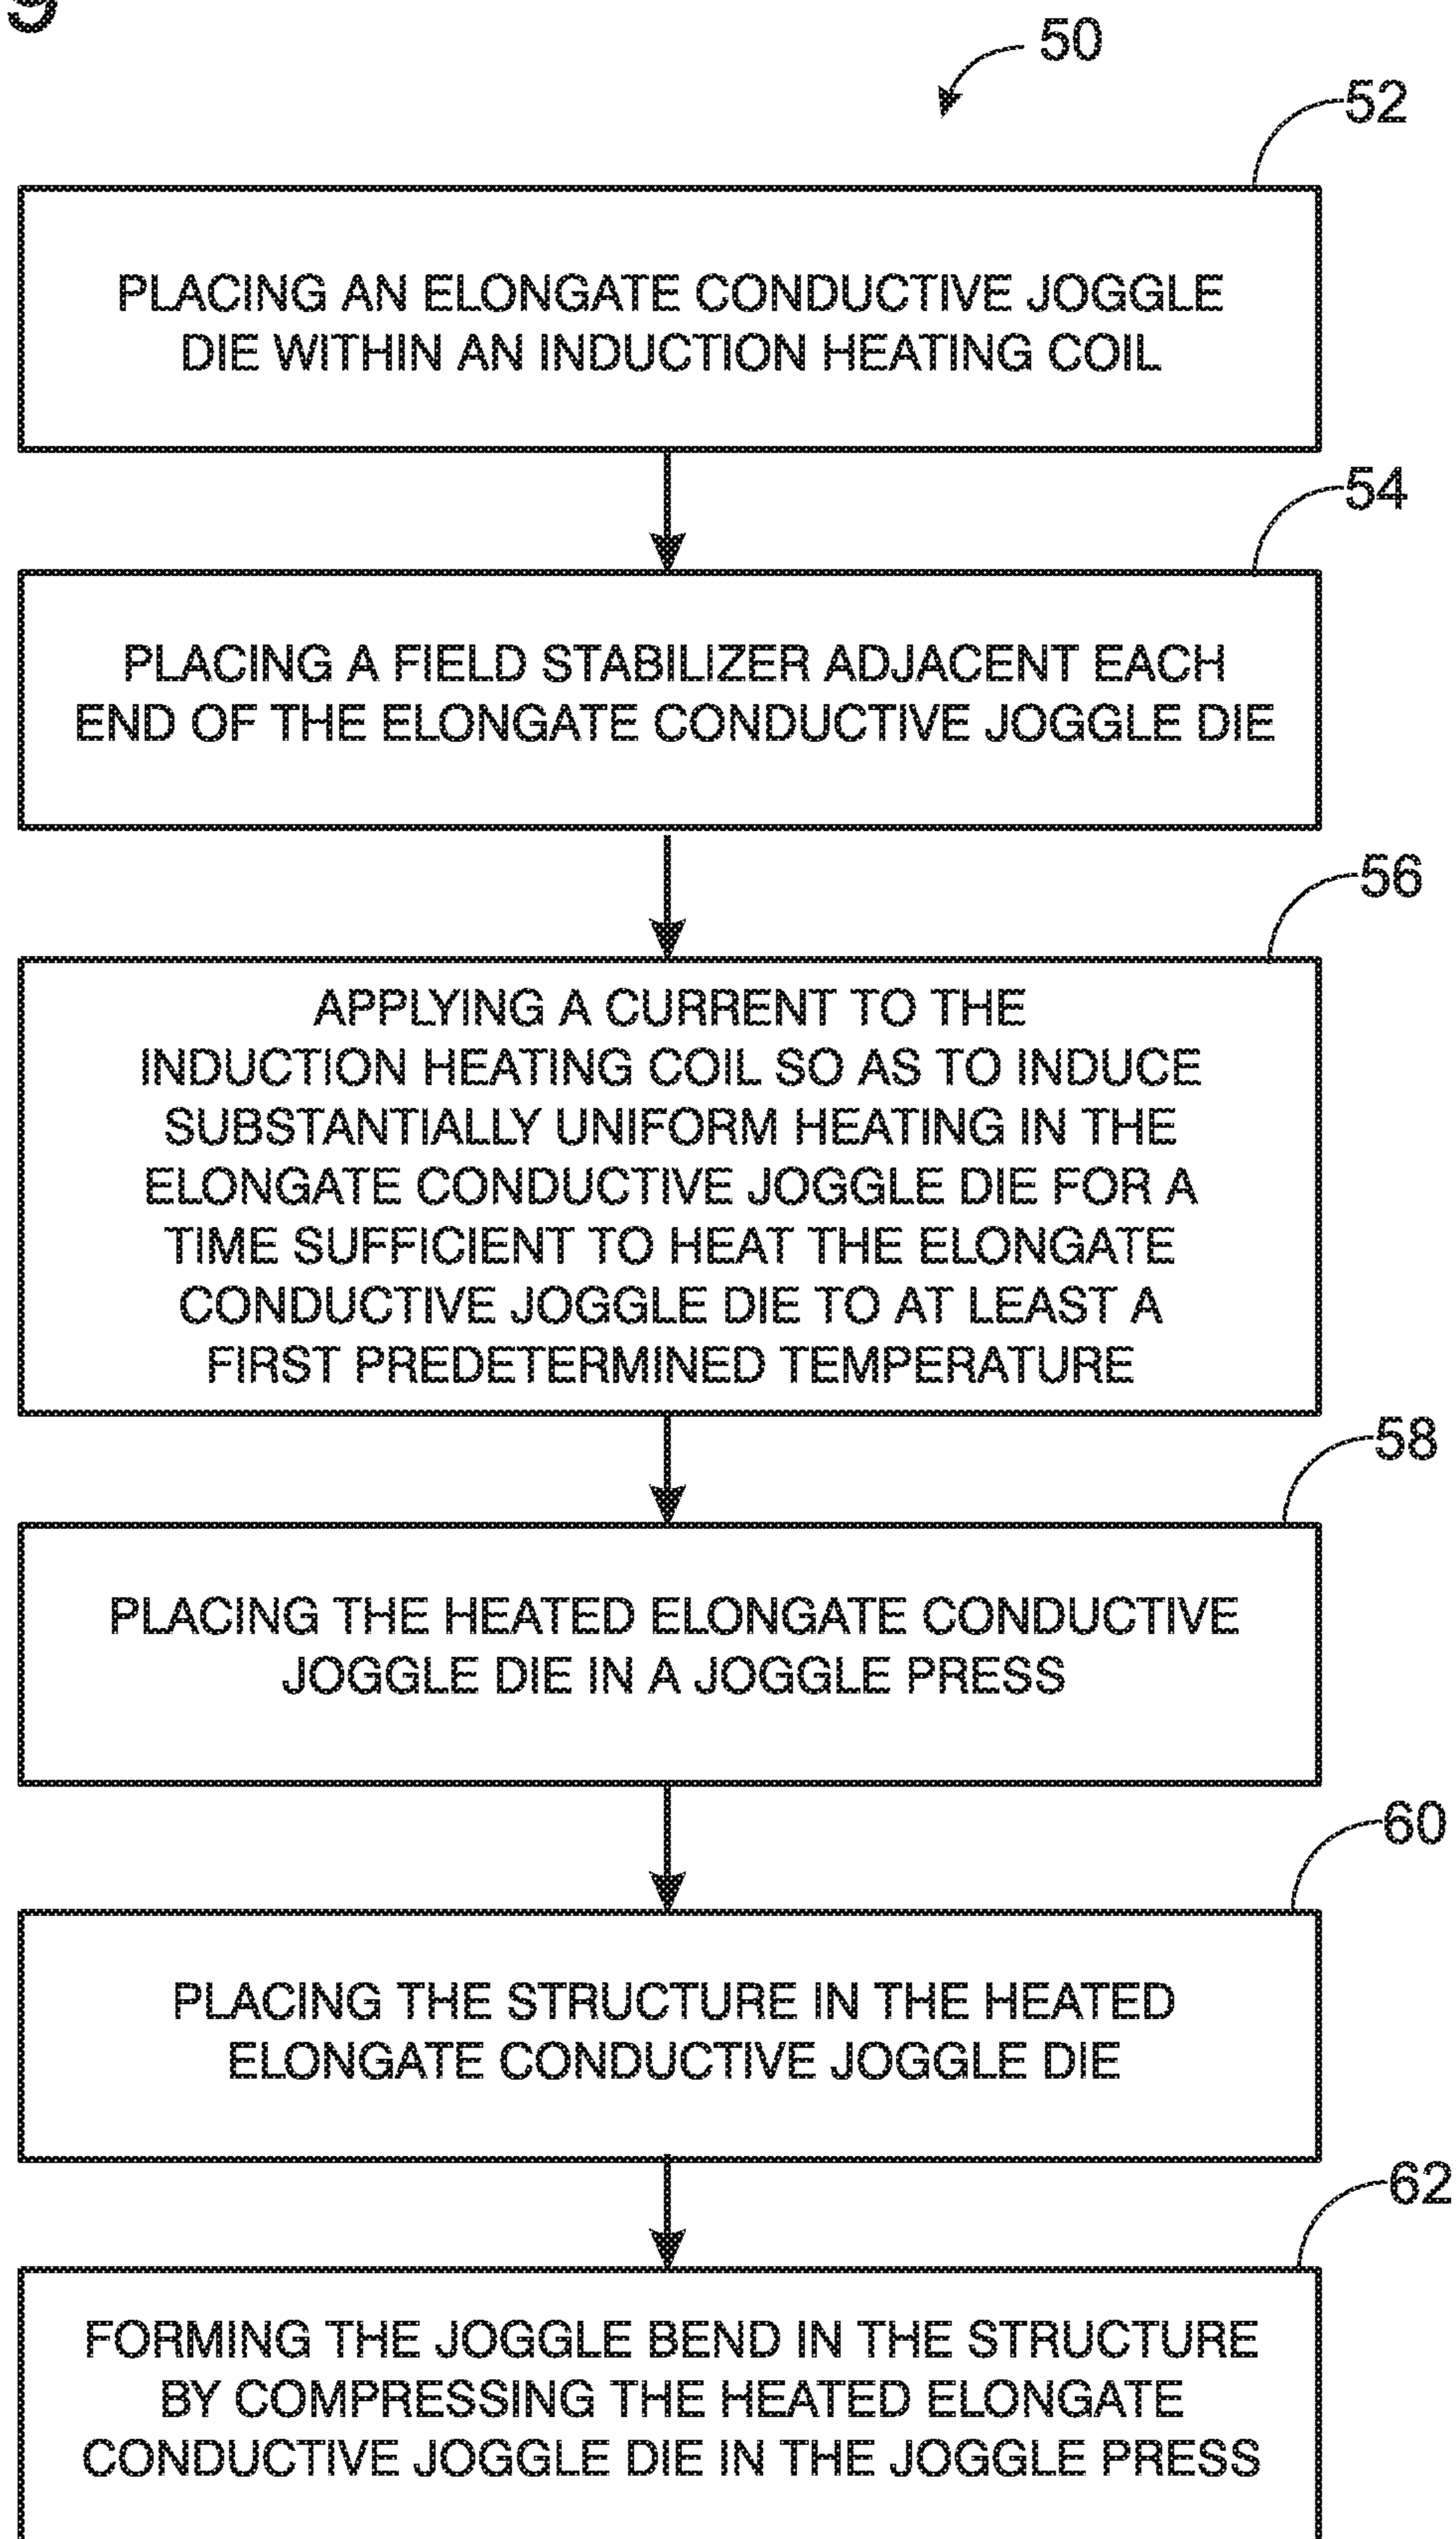 9
50
52
PLACING AN ELONGATE CONDUCTIVE JOGGLE
DIE WITHIN AN INDUCTION HEATING COIL
54
PLACING A FIELD STABILIZER ADJACENT EACH
END OF THE ELONGATE CONDUCTIVE JOGGLE DIE
56
APPLYING A CURRENT TO THE
INDUCTION HEATING COIL SO AS TO INDUCE
SUBSTANTIALLY UNIFORM HEATING IN THE
ELONGATE CONDUCTIVE JOGGLE DIE FOR A
TIME SUFFICIENT TO HEAT THE ELONGATE
CONDUCTIVE JOGGLE DIE TO AT LEAST A
FIRST PREDETERMINED TEMPERATURE
58
PLACING THE HEATED ELONGATE CONDUCTIVE
JOGGLE DIE IN A JOGGLE PRESS
60
PLACING THE STRUCTURE IN THE HEATED
ELONGATE CONDUCTIVE JOGGLE DIE
62
FORMING THE JOGGLE BEND IN THE STRUCTURE
BY COMPRESSING THE HEATED ELONGATE
CONDUCTIVE JOGGLE DIE IN THE JOGGLE PRESS